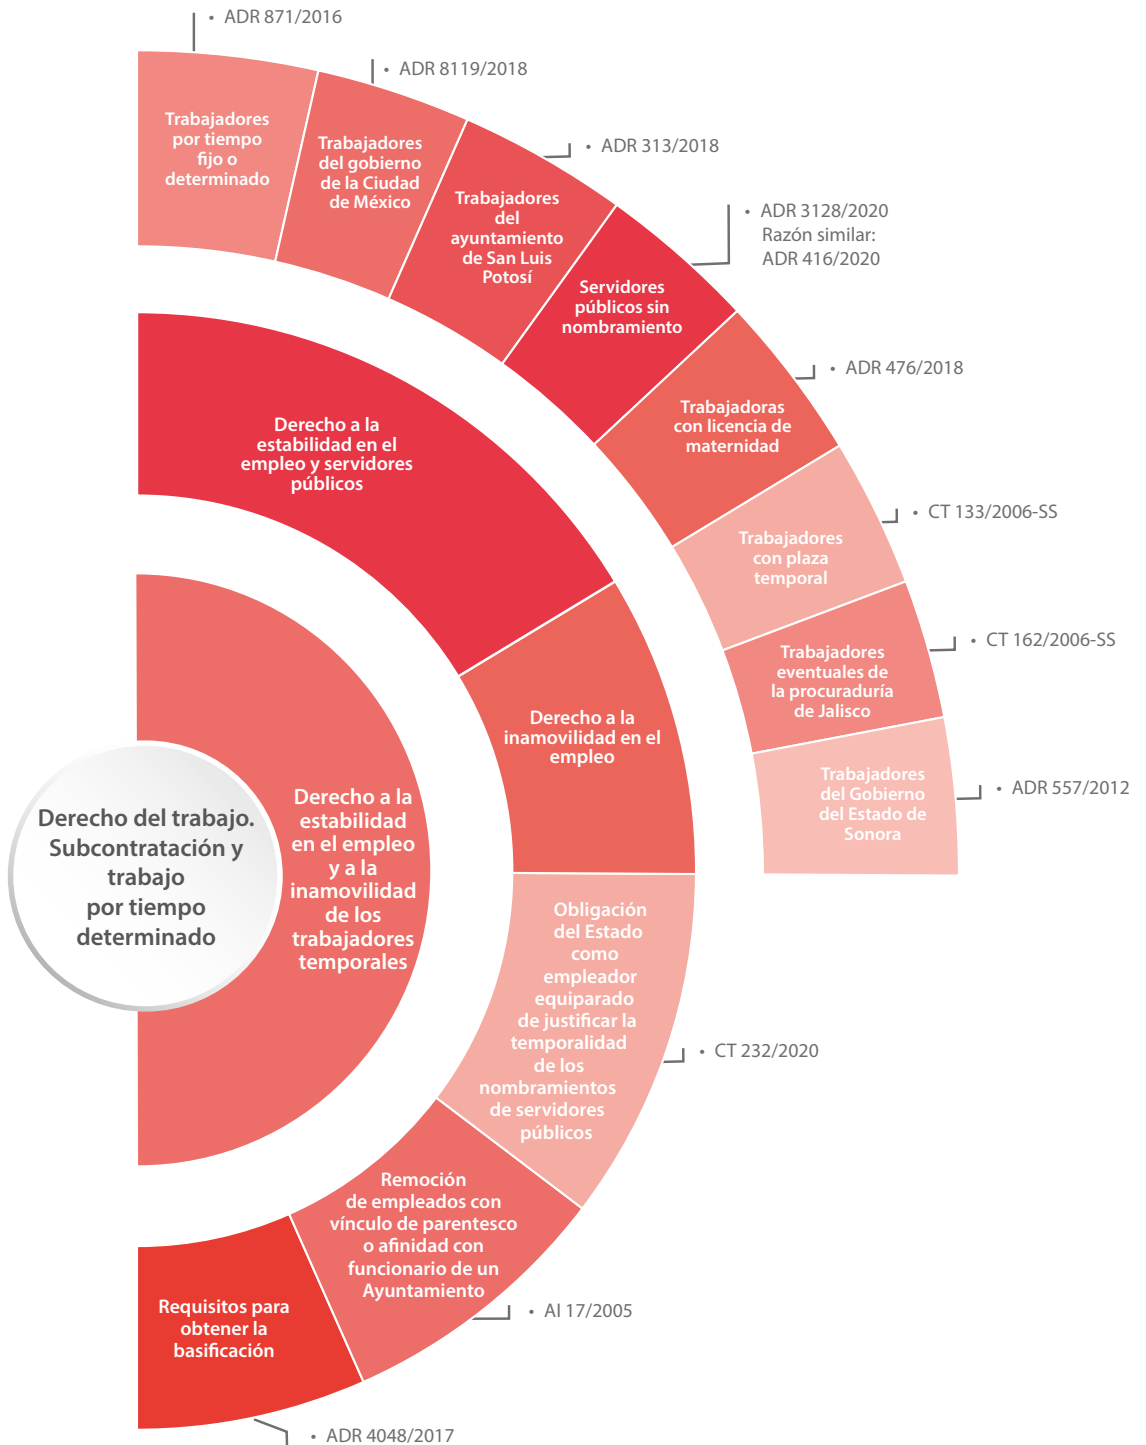 • ADR 871/2016
• ADR 8119/2018
• ADR 313/2018
• ADR 3128/2020
Razón similar:
ADR 416/2020
• ADR 476/2018
• CT 133/2006-SS
• CT 162/2006-SS
• ADR 557/2012
• CT 232/2020
• AI 17/2005
• ADR 4048/2017
Trabajadores
por tiempo
fijo o
determinado
Trabajadores
del gobierno
de la Ciudad
de México
Trabajadores
del
ayuntamiento
de San Luis
Potosí
Servidores
públicos sin
nombramiento
Trabajadoras
con licencia de
maternidad
Trabajadores
con plaza
temporal
Trabajadores
eventuales de
la procuraduría
de Jalisco
Trabajadores
del Gobierno
del Estado de
Sonora
Derecho a la
estabilidad en el
empleo y servidores
públicos
Derecho a la
inamovilidad en el
empleo
Obligación
del Estado
como
empleador
equiparado
de justificar la
temporalidad
de los
nombramientos
de servidores
públicos
Remoción
de empleados con
vínculo de parentesco
o afinidad con
funcionario de un
Ayuntamiento
Requisitos para
obtener la
basificación
Derecho a la
estabilidad
en el empleo
y a la
inamovilidad
de los
trabajadores
temporales
Derecho del trabajo.
Subcontratación y
trabajo
por tiempo
determinado